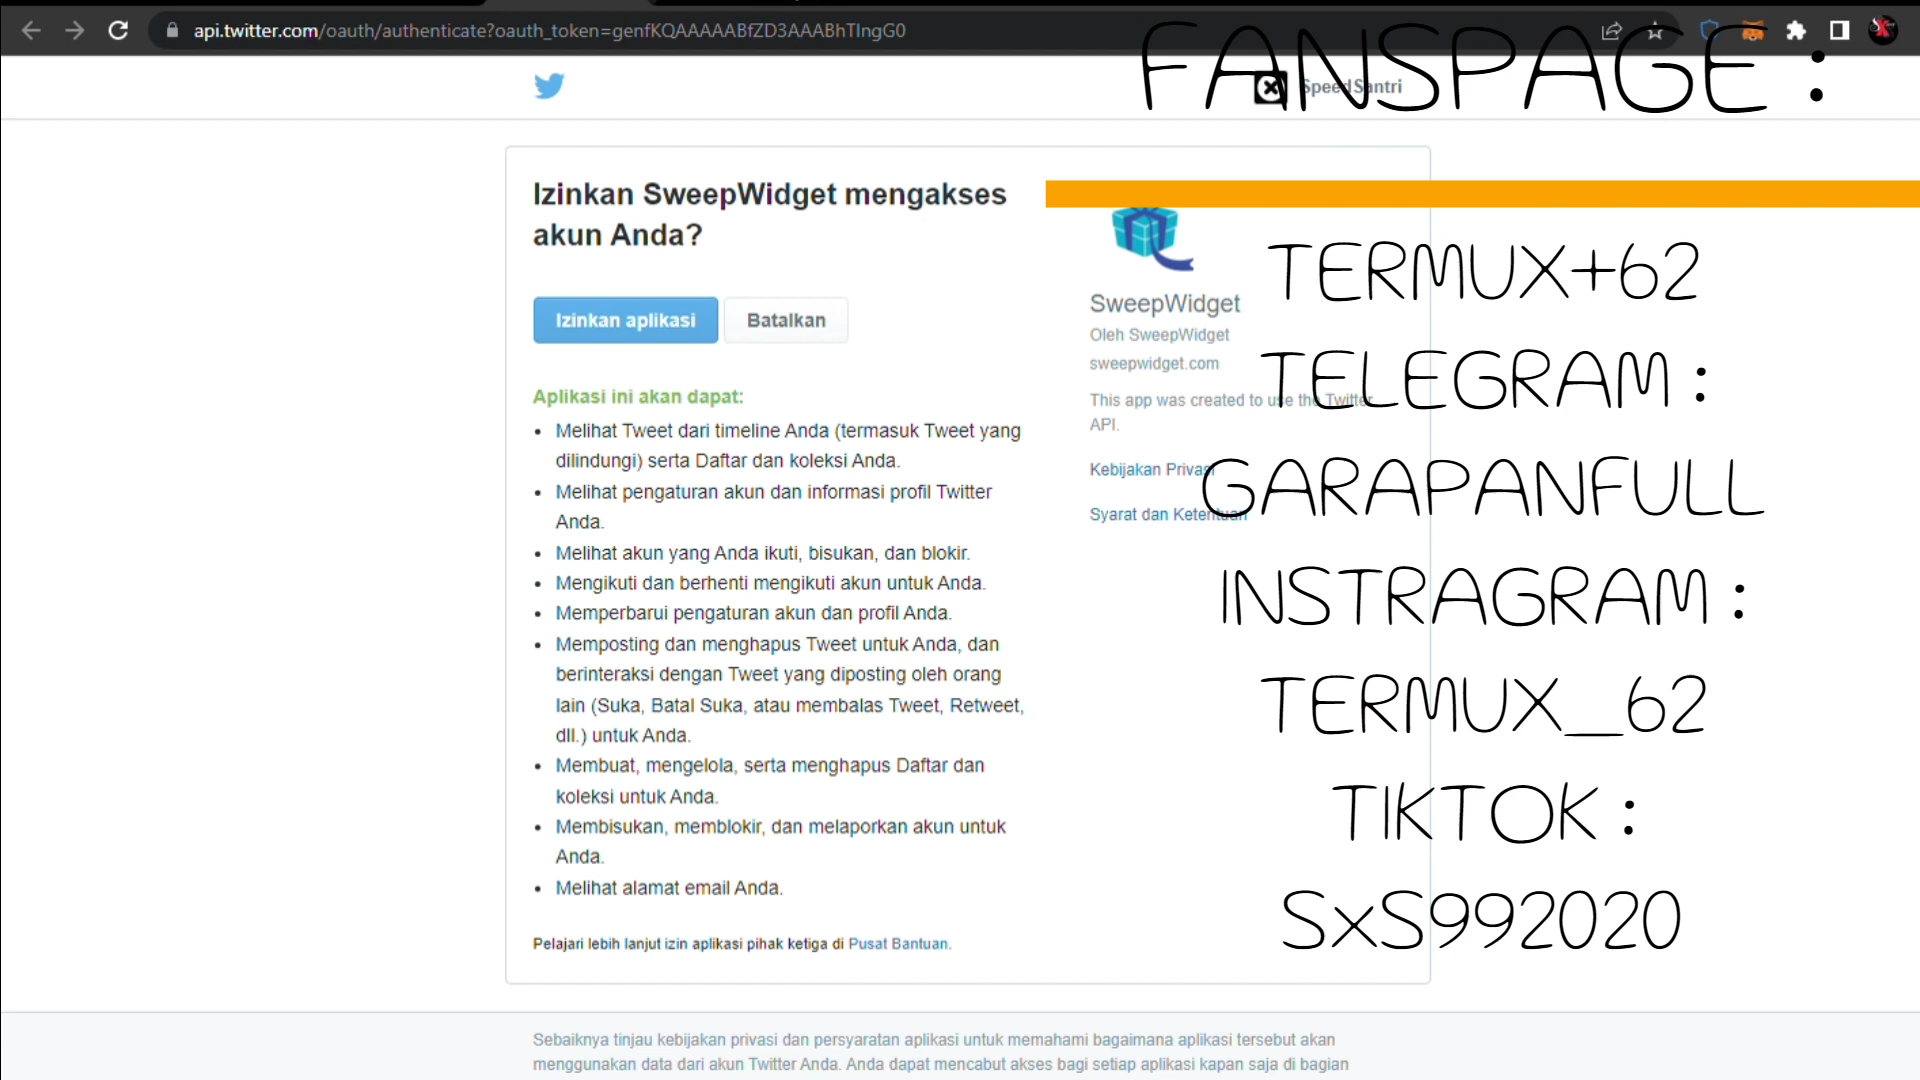 api.twitter.com/oauth/authenticate?oauth_token=genfKQAAAAABfZD3AAABhTIngG0
FANSPAGE :
SpeedSantri
Izinkan SweepWidget mengakses
akun Anda?
Izinkan aplikasi
Batalkan
Aplikasi ini akan dapat:
• Melihat Tweet dari timeline Anda (termasuk Tweet yang
dilindungi) serta Daftar dan koleksi Anda.
• Melihat pengaturan akun dan informasi profil Twitter
Anda.
• Melihat akun yang Anda ikuti, bisukan, dan blokir.
• Mengikuti dan berhenti mengikuti akun untuk Anda.
• Memperbarui pengaturan akun dan profil Anda.
• Memposting dan menghapus Tweet untuk Anda, dan
berinteraksi dengan Tweet yang diposting oleh orang
lain (Suka, Batal Suka, atau membalas Tweet, Retweet,
dll.) untuk Anda.
• Membuat, mengelola, serta menghapus Daftar dan
koleksi untuk Anda.
• Membisukan, memblokir, dan melaporkan akun untuk
Anda.
• Melihat alamat email Anda.
Pelajari lebih lanjut izin aplikasi pihak ketiga di Pusat Bantuan.
SweepWidget
Oleh SweepWidget
sweepwidget.com
This app was created to use the Twitter
API.
Kebijakan Privasi
Syarat dan Ketentuan
TERMUX+62
TELEGRAM :
GARAPANFULL
INSTRAGRAM :
TERMUX_62
TIKTOK :
SxS992020
Sebaiknya tinjau kebijakan privasi dan persyaratan aplikasi untuk memahami bagaimana aplikasi tersebut akan
menggunakan data dari akun Twitter Anda. Anda dapat mencabut akses bagi setiap aplikasi kapan saja di bagian